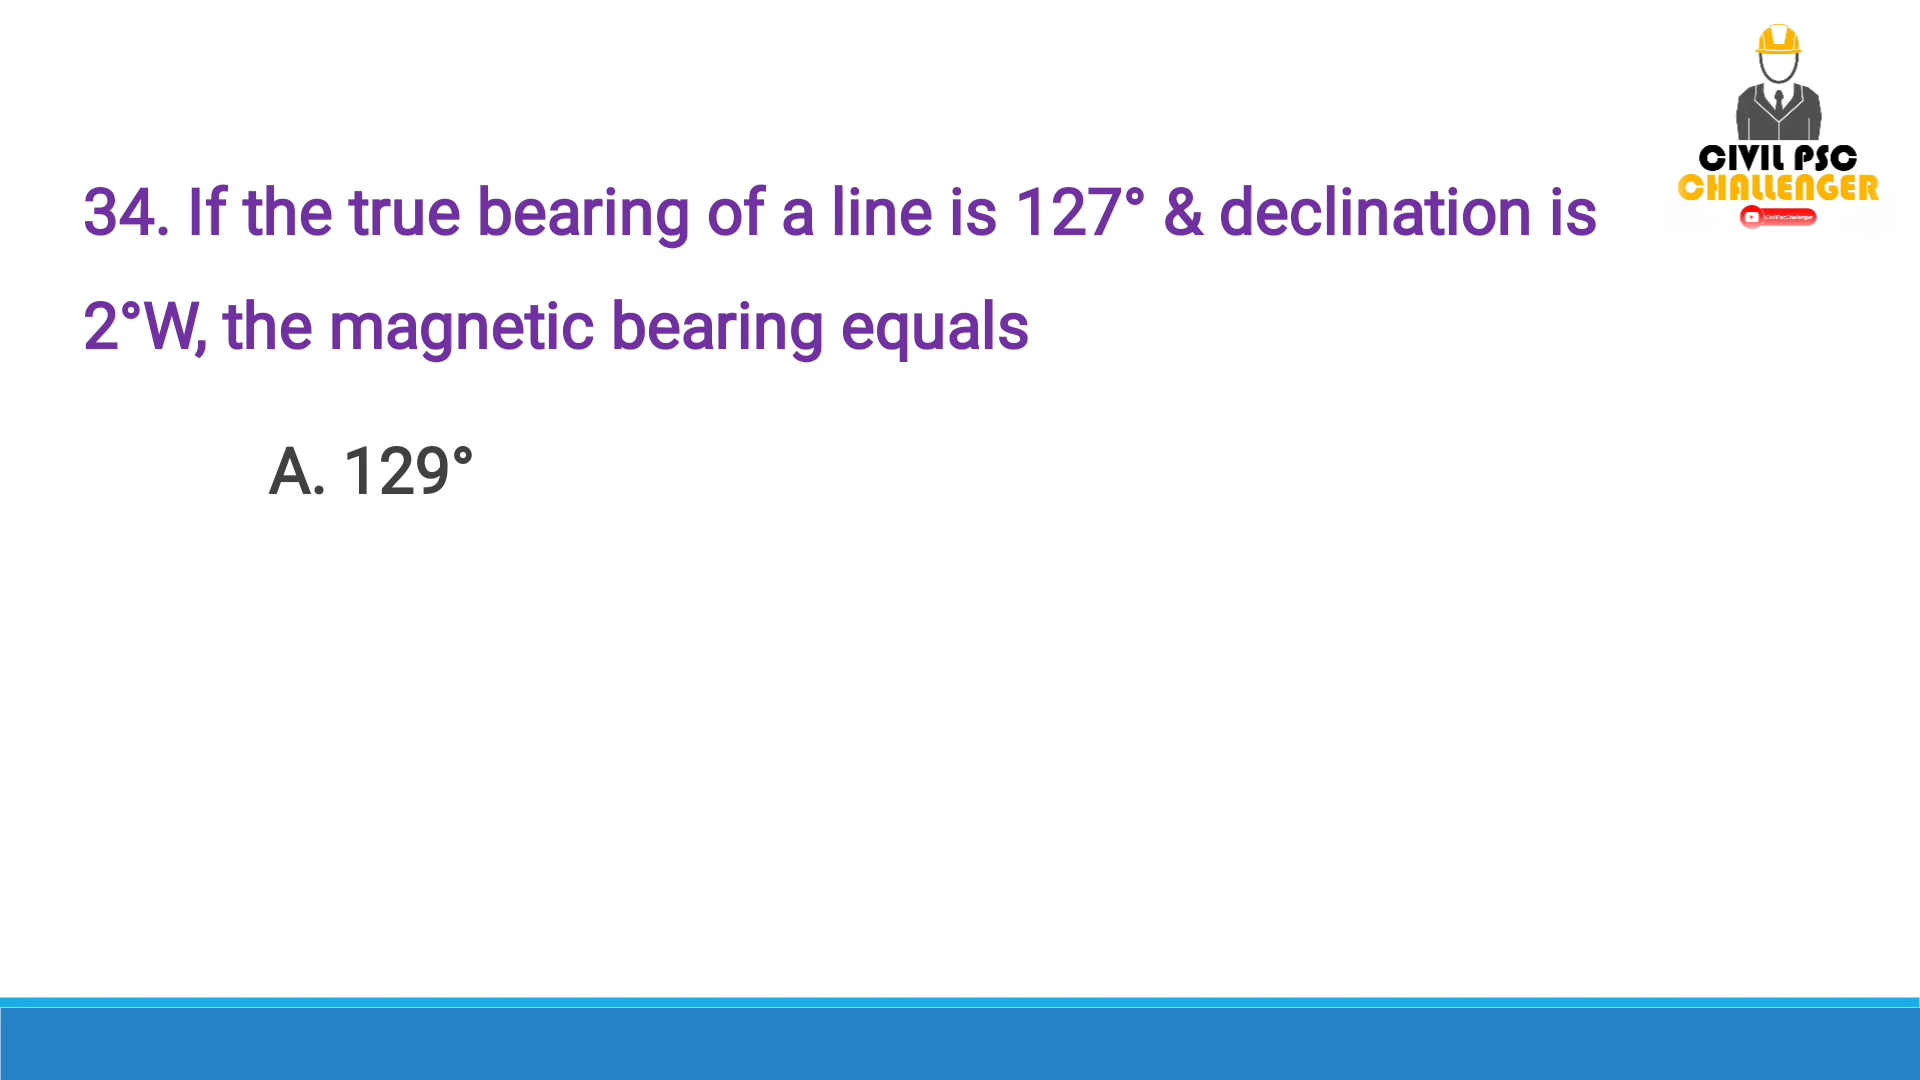 CIVIL PSC
CHALLENGER
34. If the true bearing of a line is 127° & declination is
2°W, the magnetic bearing equals
A. 129°